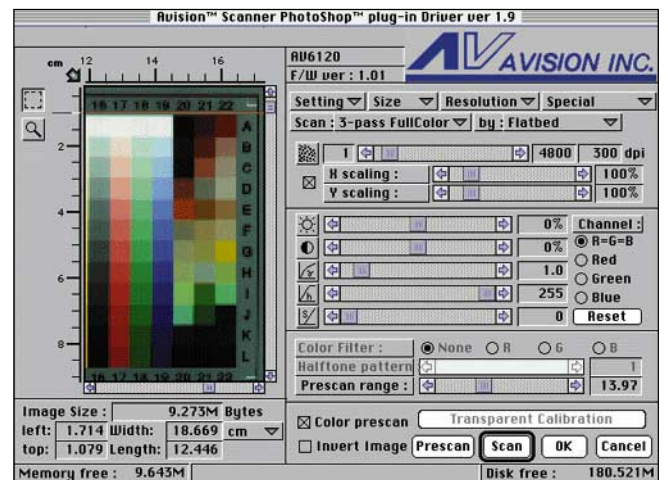 Avision™ Scanner PhotoShop™ plug-in Driver ver 1.9
cm 12 14 16
AV6120
F/W ver : 1.01
AVISION INC.
Setting Size Resolution Special
Scan : 3-pass FullColor by : Flatbed
1 4800 300 dpi
X scaling : 100%
Y scaling : 100%
0% Channel :
0% R=G=B
Red
1.0 Green
255 Blue
0 Reset
Color Filter : None R G B
Halftone pattern 1
Prescan range : 13.97
16 17 18 19 20 21 22
A
B
C
D
E
F
G
H
I
J
K
L
16 17 18 19 20 21 22
2
4
6
8
Image Size : 9.273M Bytes
left: 1.714 Width: 18.669 cm
top: 1.079 Length: 12.446
Color prescan Transparent Calibration
Invert Image Prescan Scan OK Cancel
Memory free : 9.643M Disk free : 180.521M